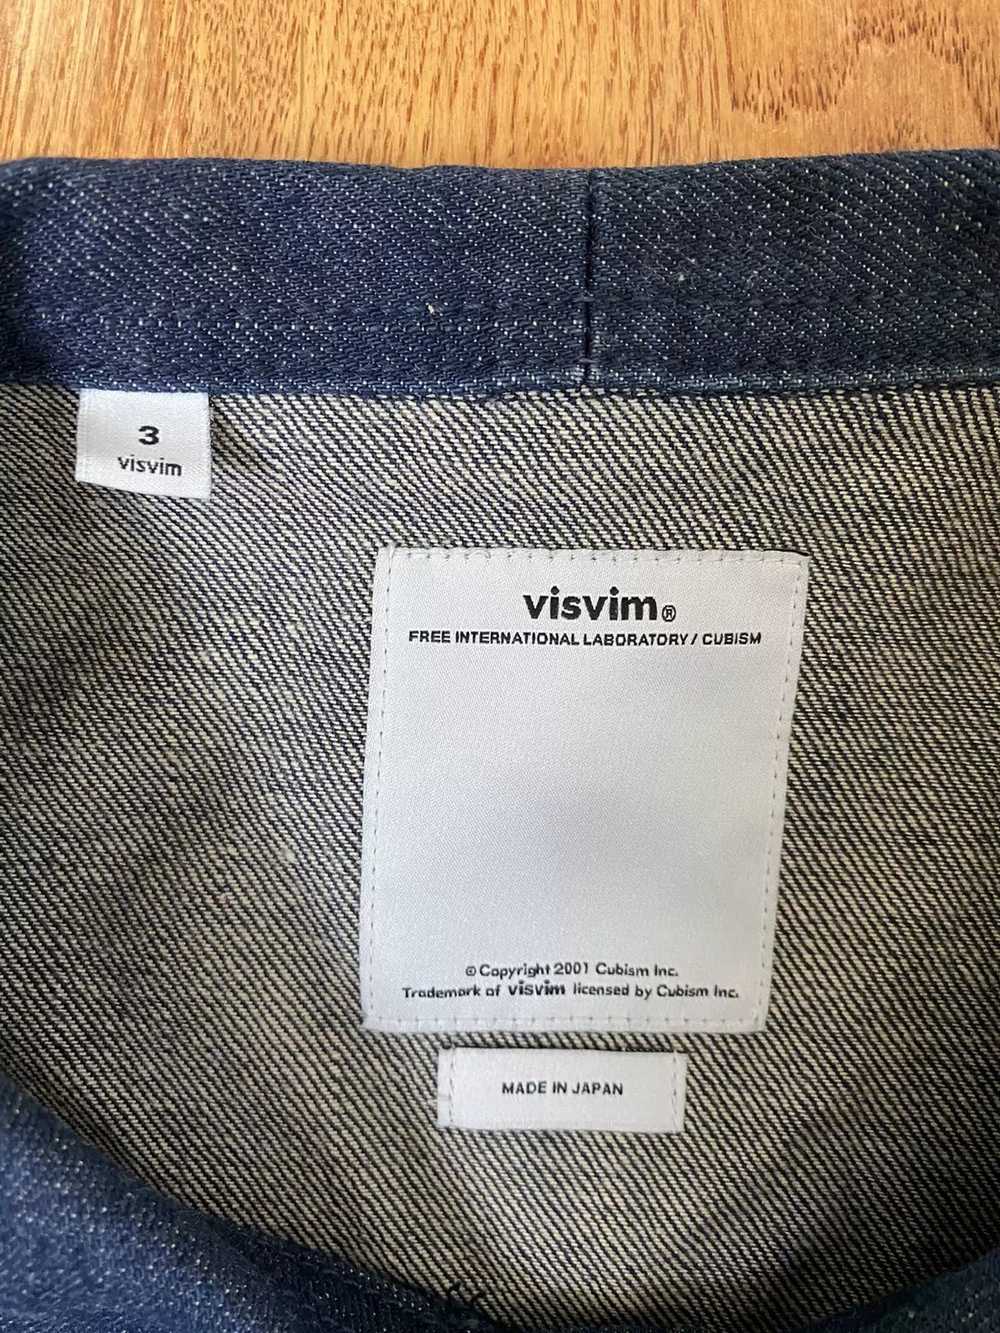 3
visvim
visvim®
FREE INTERNATIONAL LABORATORY / CUBISM
© Copyright 2001 Cubism Inc.
Trademark of visvim licensed by Cubism Inc.
MADE IN JAPAN